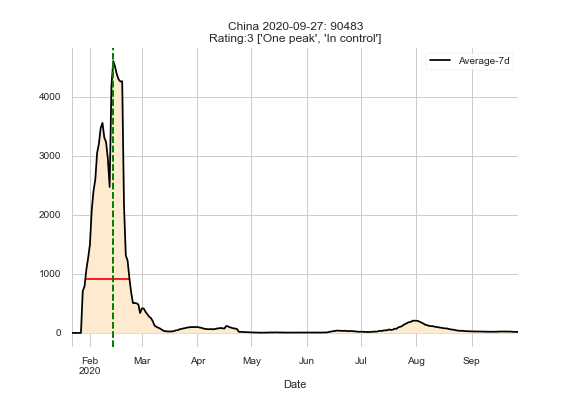 China 2020-09-27: 90483
Rating:3 ['One peak', 'In control']
Average-7d
4000
3000
2000
1000
0
Feb Mar Apr May Jun Jul Aug Sep
2020
Date